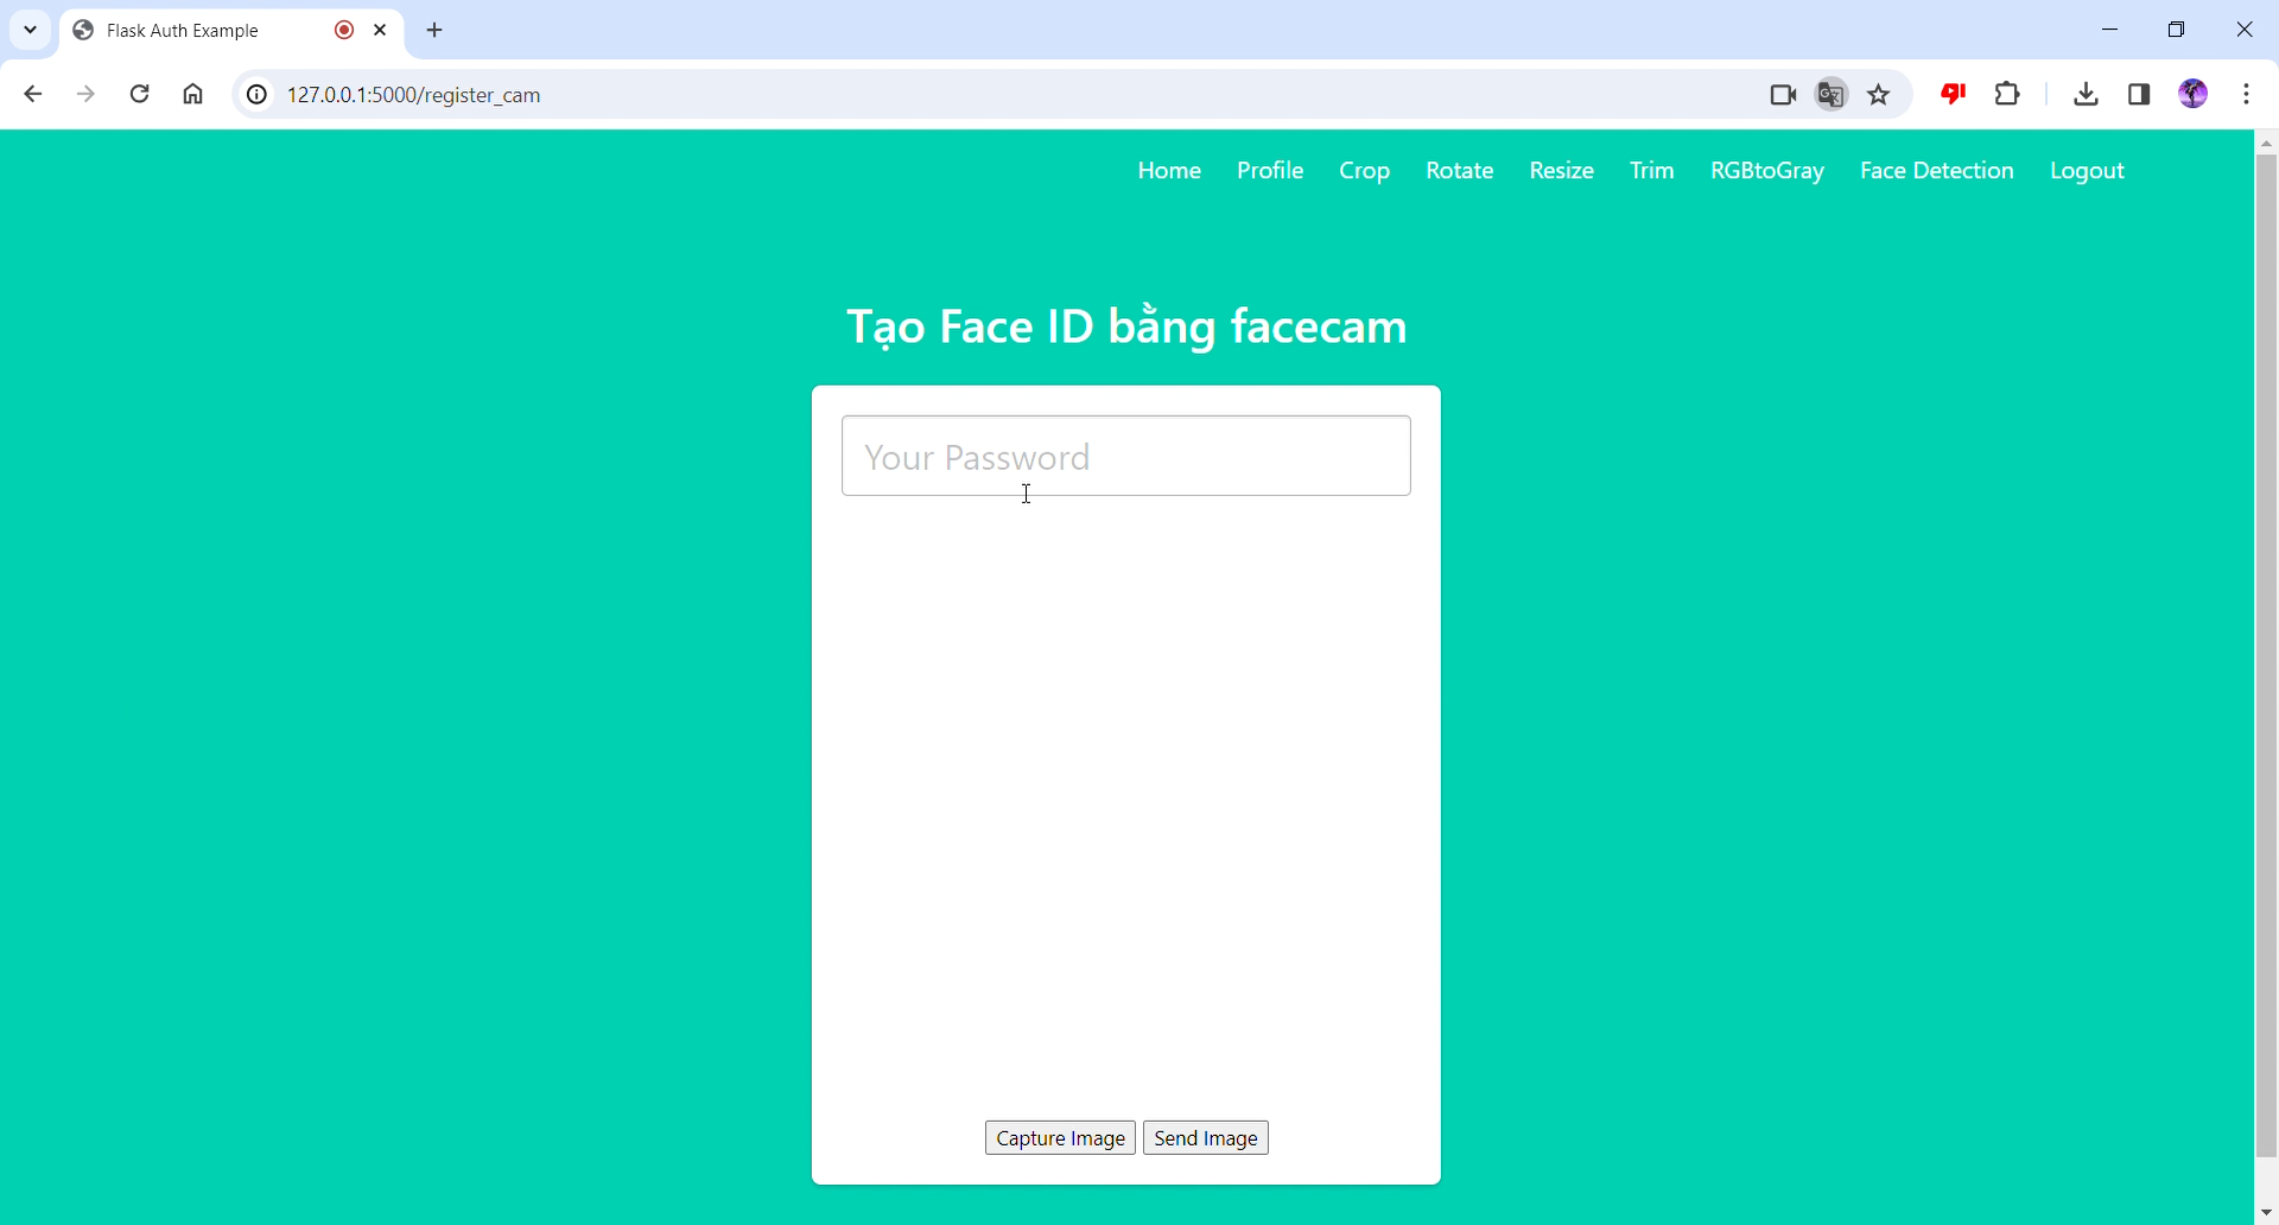 Flask Auth Example
127.0.0.1:5000/register_cam
Home Profile Crop Rotate Resize Trim RGBtoGray Face Detection Logout
Tạo Face ID bằng facecam
Your Password
Capture Image Send Image